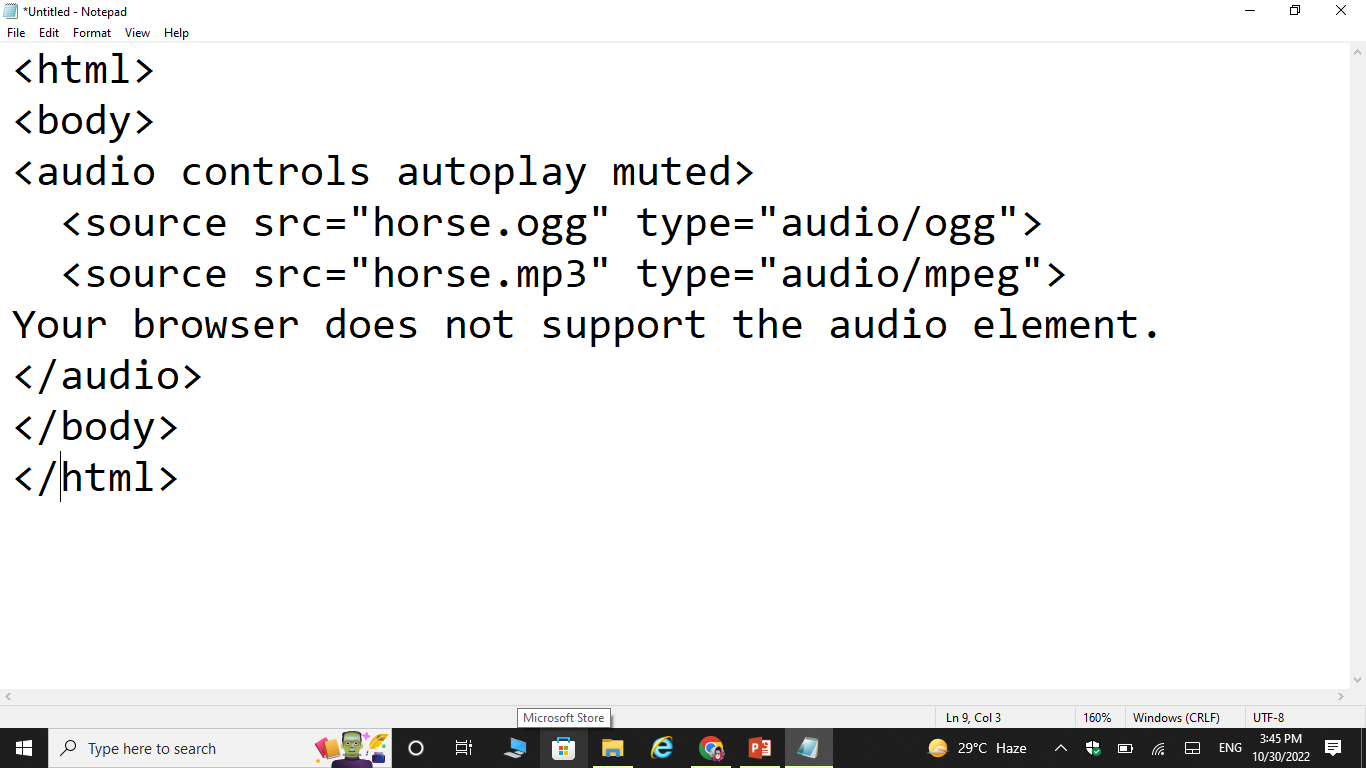 *Untitled - Notepad
File Edit Format View Help
<html>
<body>
<audio controls autoplay muted>
  <source src="horse.ogg" type="audio/ogg">
  <source src="horse.mp3" type="audio/mpeg">
Your browser does not support the audio element.
</audio>
</body>
</html>
Microsoft Store
Ln 9, Col 3 160% Windows (CRLF) UTF-8
Type here to search 29°C Haze ENG 3:45 PM
10/30/2022